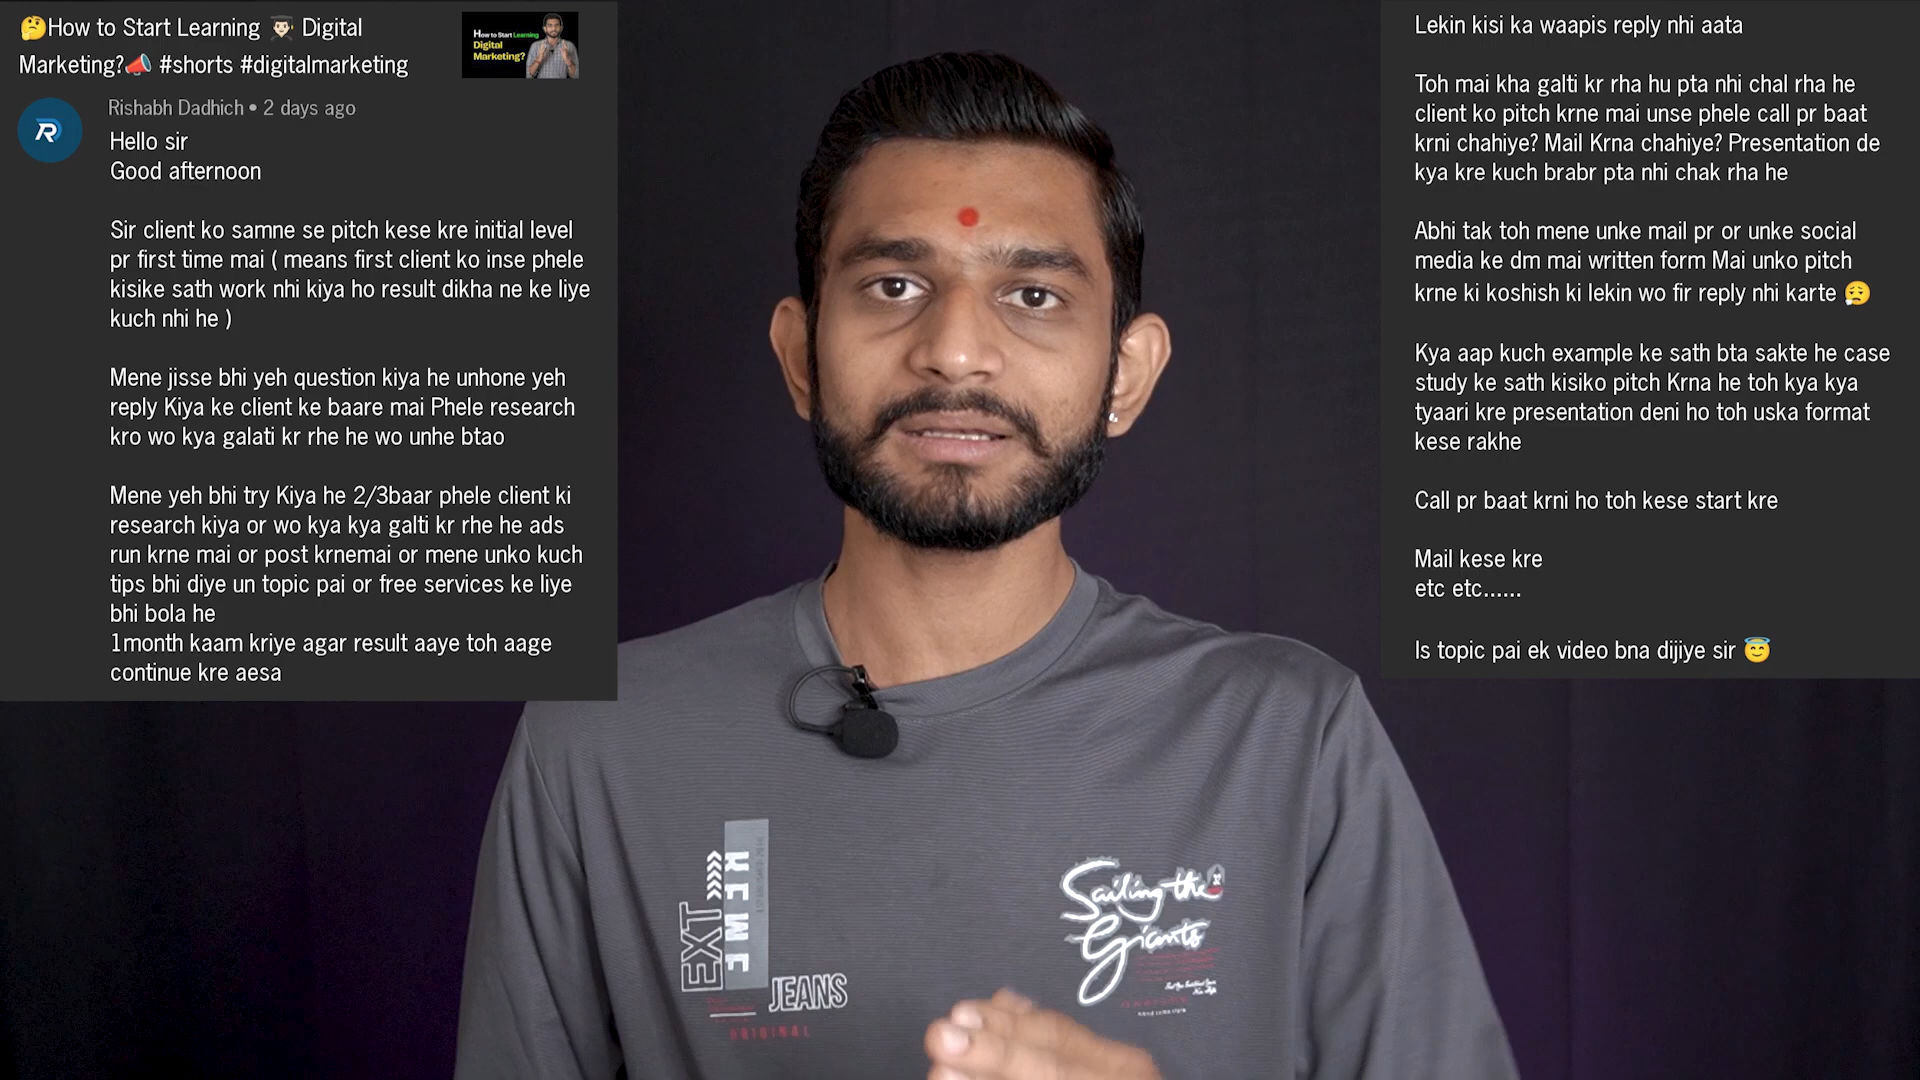 🤔How to Start Learning 👨🏻‍🎓 Digital
Marketing?📣 #shorts #digitalmarketing
How to Start Learning
Digital
Marketing?
Rishabh Dadhich • 2 days ago
Hello sir
Good afternoon
Sir client ko samne se pitch kese kre initial level
pr first time mai ( means first client ko inse phele
kisike sath work nhi kiya ho result dikha ne ke liye
kuch nhi he )
Mene jisse bhi yeh question kiya he unhone yeh
reply Kiya ke client ke baare mai Phele research
kro wo kya galati kr rhe he wo unhe btao
Mene yeh bhi try Kiya he 2/3baar phele client ki
research kiya or wo kya kya galti kr rhe he ads
run krne mai or post krnemai or mene unko kuch
tips bhi diye un topic pai or free services ke liye
bhi bola he
1month kaam kriye agar result aaye toh aage
continue kre aesa
Lekin kisi ka waapis reply nhi aata
Toh mai kha galti kr rha hu pta nhi chal rha he
client ko pitch krne mai unse phele call pr baat
krni chahiye? Mail Krna chahiye? Presentation de
kya kre kuch brabr pta nhi chak rha he
Abhi tak toh mene unke mail pr or unke social
media ke dm mai written form Mai unko pitch
krne ki koshish ki lekin wo fir reply nhi karte 😮‍💨
Kya aap kuch example ke sath bta sakte he case
study ke sath kisiko pitch Krna he toh kya kya
tyaari kre presentation deni ho toh uska format
kese rakhe
Call pr baat krni ho toh kese start kre
Mail kese kre
etc etc......
Is topic pai ek video bna dijiye sir 😇
EXT
JEANS
ORIGINAL
Sailing the
Giants